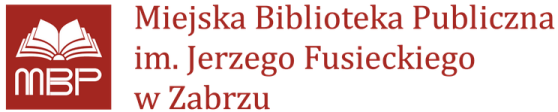 MBP
Miejska Biblioteka Publiczna
im. Jerzego Fusieckiego
w Zabrzu